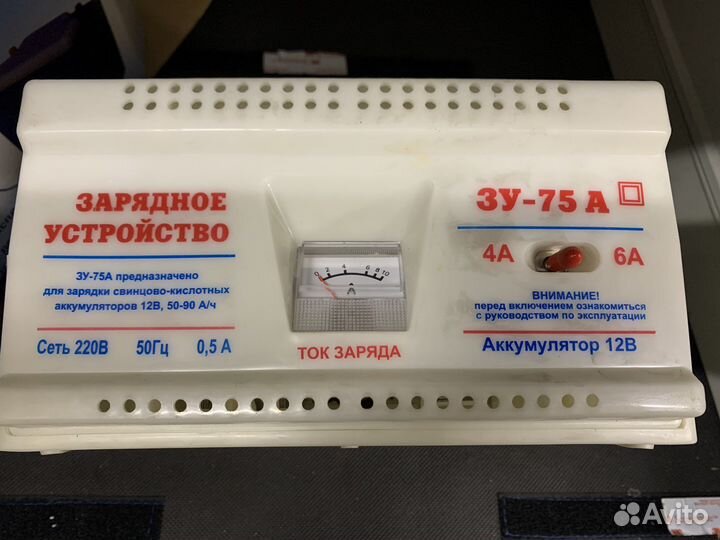 ЗАРЯДНОЕ
УСТРОЙСТВО
ЗУ-75А предназначено
для зарядки свинцово-кислотных
аккумуляторов 12В, 50-90 А/ч
Сеть 220В 50Гц 0,5 А
0 2 4 6 8 10
A
ТОК ЗАРЯДА
ЗУ-75 А
4А 6А
ВНИМАНИЕ!
перед включением ознакомиться
с руководством по эксплуатации
Аккумулятор 12В
Avito